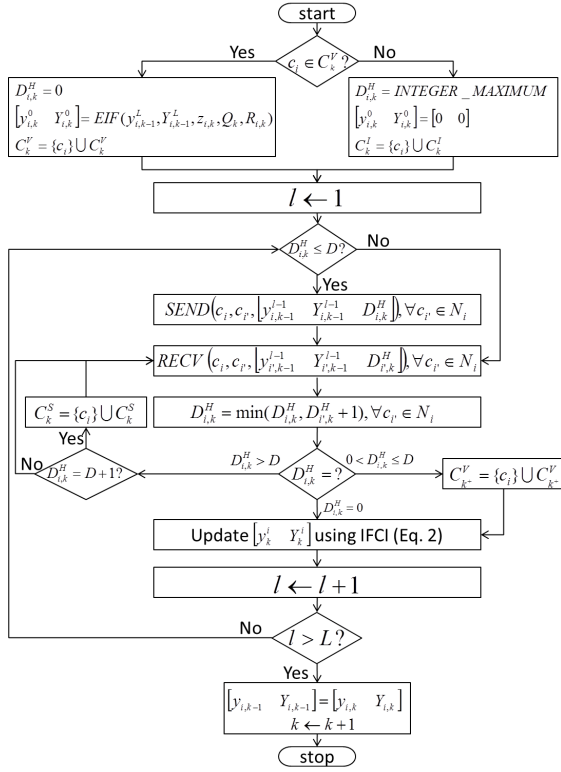 start
c_i ∈ C_k^V ?
Yes
No
D_{i,k}^H = 0
[y_{i,k}^0 Y_{i,k}^0] = EIF(y_{i,k-1}^L, Y_{i,k-1}^L, z_{i,k}, Q_k, R_{i,k})
C_k^V = {c_i} ∪ C_k^V
D_{i,k}^H = INTEGER _ MAXIMUM
[y_{i,k}^0 Y_{i,k}^0] = [0 0]
C_k^I = {c_i} ∪ C_k^I
l ← 1
D_{i,k}^H ≤ D?
No
Yes
SEND(c_i, c_{i'}, [y_{i,k-1}^{l-1} Y_{i,k-1}^{l-1} D_{i,k}^H]), ∀c_{i'} ∈ N_i
RECV(c_i, c_{i'}, [y_{i',k-1}^{l-1} Y_{i',k-1}^{l-1} D_{i',k}^H]), ∀c_{i'} ∈ N_i
C_k^S = {c_i} ∪ C_k^S
D_{i,k}^H = min(D_{i,k}^H, D_{i',k}^H + 1), ∀c_{i'} ∈ N_i
Yes
No
D_{i,k}^H = D+1?
D_{i,k}^H > D
D_{i,k}^H = ?
0 < D_{i,k}^H ≤ D
C_{k^+}^V = {c_i} ∪ C_{k^+}^V
D_{i,k}^H = 0
Update [y_k^i Y_k^i] using IFCI (Eq. 2)
l ← l + 1
No
l > L?
Yes
[y_{i,k-1} Y_{i,k-1}] = [y_{i,k} Y_{i,k}]
k ← k + 1
stop